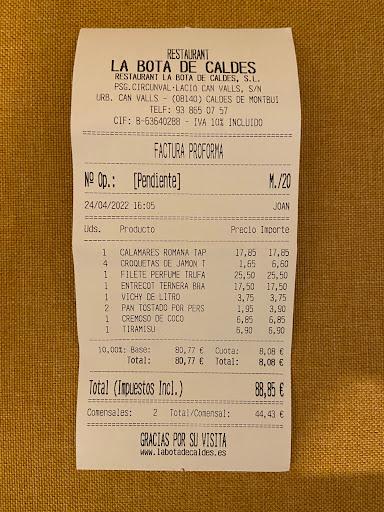 RESTAURANT
LA BOTA DE CALDES
RESTAURANT LA BOTA DE CALDES, S.L.
PSG.CIRCUNVAL·LACIO CAN VALLS, S/N
URB. CAN VALLS - (08140) CALDES DE MONTBUI
TELF: 93 865 07 57
CIF: B-63640288 - IVA 10% INCLUIDO
FACTURA PROFORMA
Nº Op.: [Pendiente] M./20
24/04/2022 16:05 JOAN
Uds. Producto Precio Importe
1 CALAMARES ROMANA TAP 17,85 17,85
4 CROQUETAS DE JAMON T 1,65 6,60
1 FILETE PERFUME TRUFA 25,50 25,50
1 ENTRECOT TERNERA BRA 17,50 17,50
1 VICHY DE LITRO 3,75 3,75
2 PAN TOSTADO POR PERS 1,95 3,90
1 CREMOSO DE COCO 6,85 6,85
1 TIRAMISU 6,90 6,90
10,00%: Base: 80,77 € Cuota: 8,08 €
Total: 80,77 € Total: 8,08 €
Total (Impuestos Incl.) 88,85 €
Comensales: 2 Total/Comensal: 44,43 €
GRACIAS POR SU VISITA
www.labotadecaldes.es